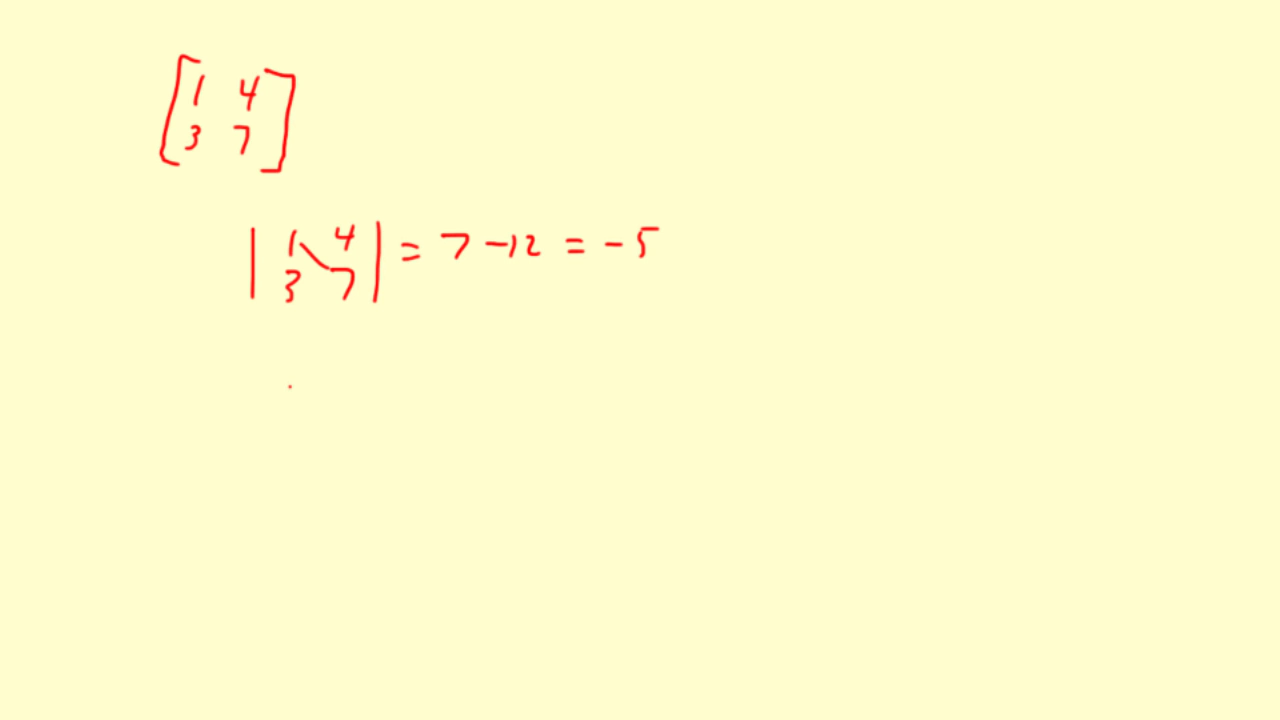 [1 4
3 7]
|1 4
3 7| = 7 - 12 = - 5